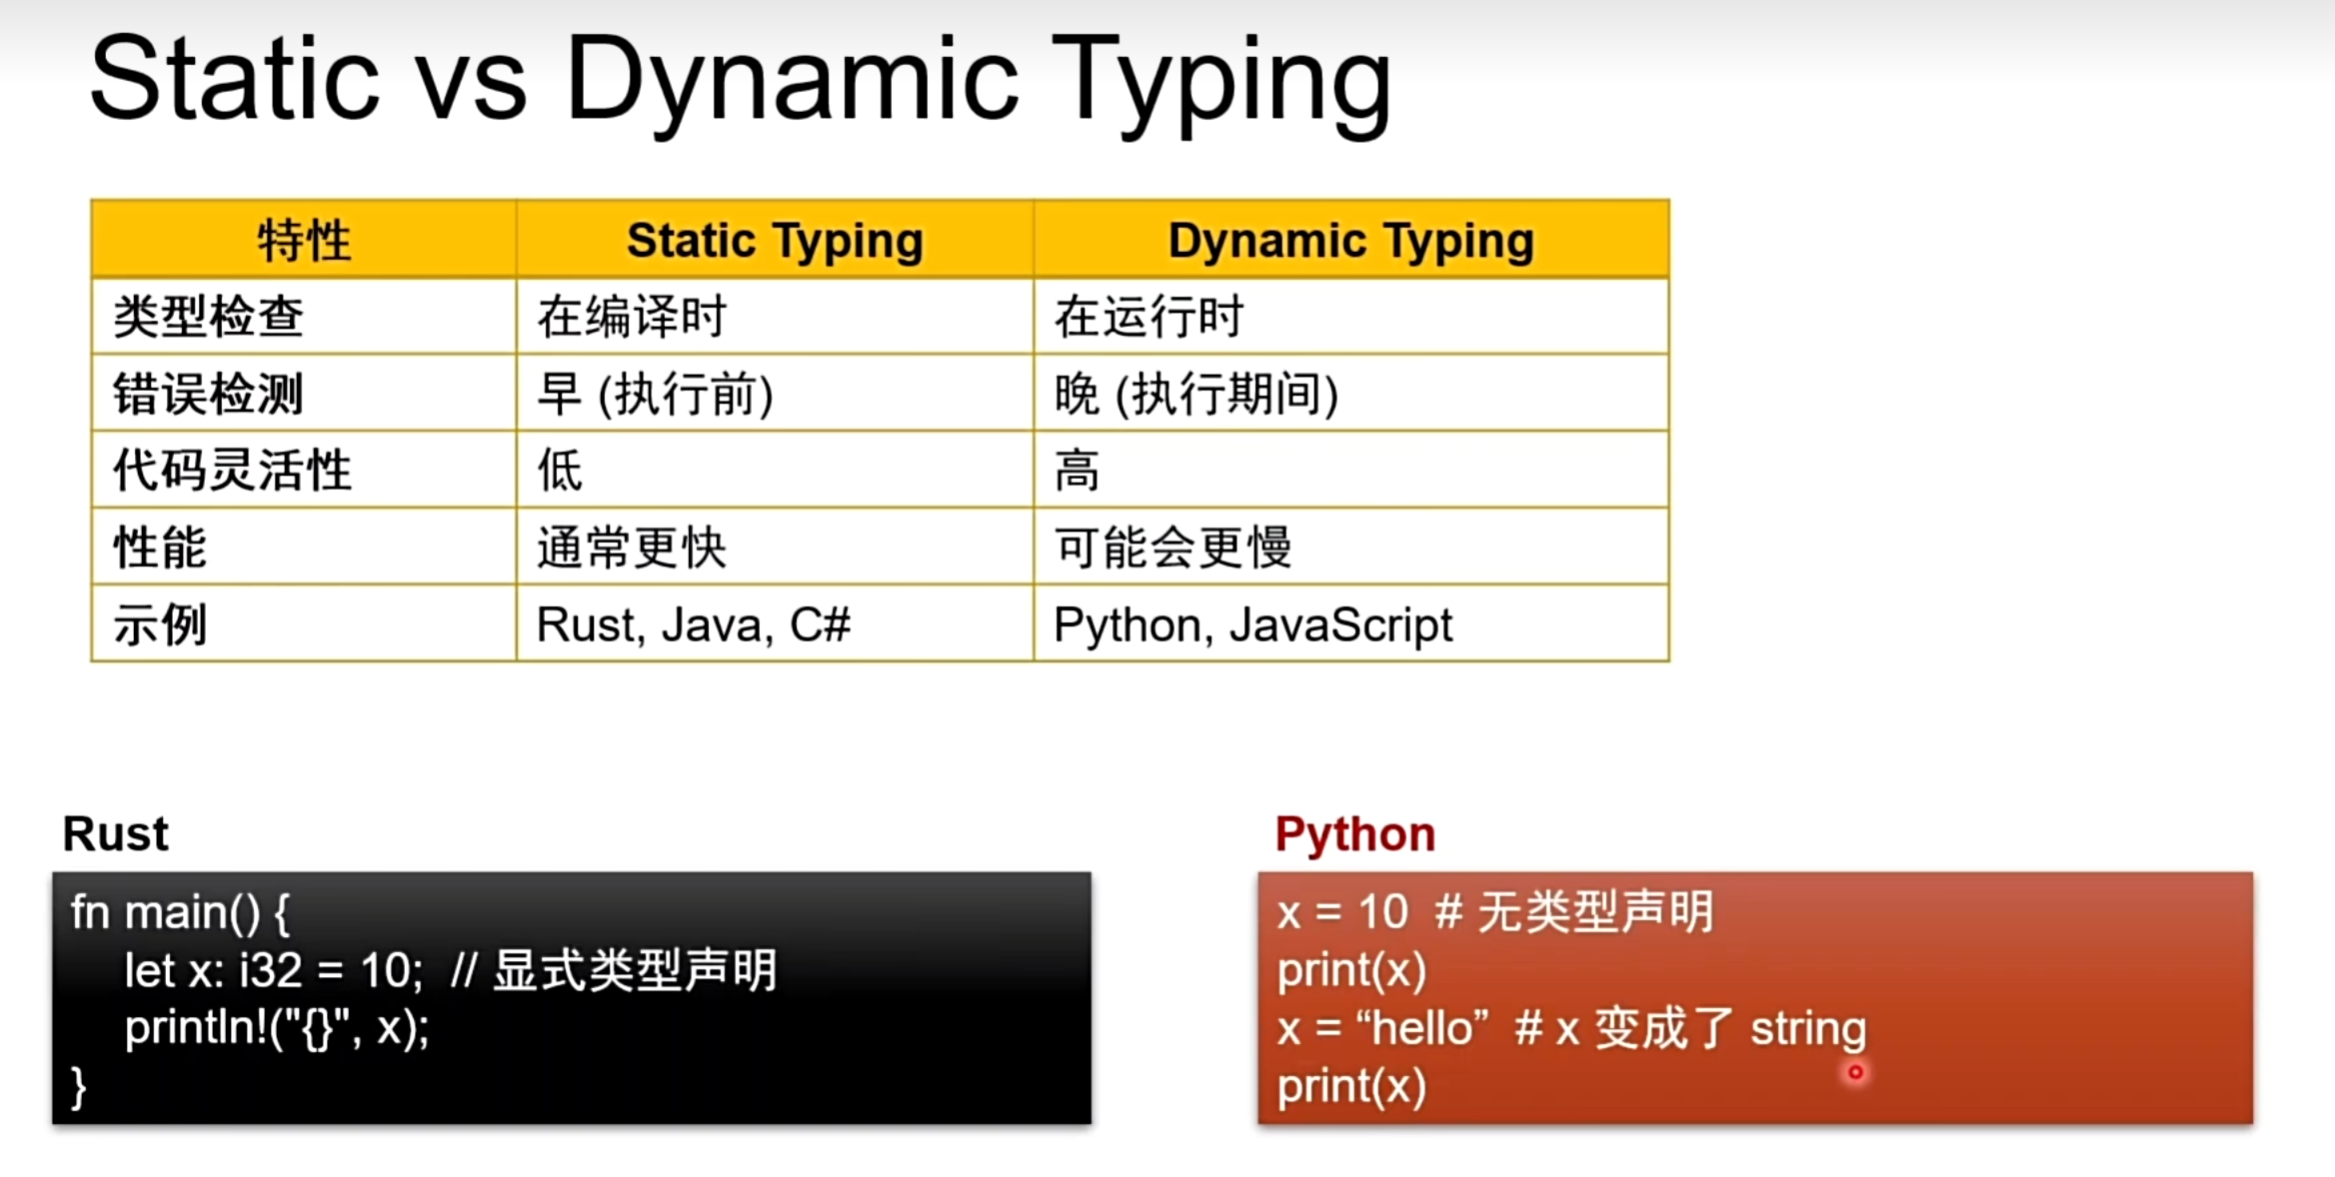 Static vs Dynamic Typing
特性 Static Typing Dynamic Typing
类型检查 在编译时 在运行时
错误检测 早 (执行前) 晚 (执行期间)
代码灵活性 低 高
性能 通常更快 可能会更慢
示例 Rust, Java, C# Python, JavaScript
Rust
fn main() {
    let x: i32 = 10;  // 显式类型声明
    println!("{}", x);
}
Python
x = 10  # 无类型声明
print(x)
x = “hello”  # x 变成了 string
print(x)